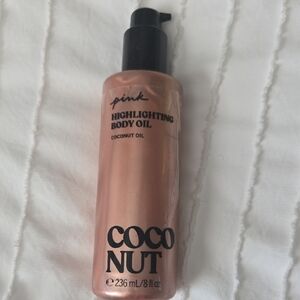 pink
HIGHLIGHTING
BODY OIL
COCONUT OIL
COCO
NUT
℮ 236 mL/8 fl oz